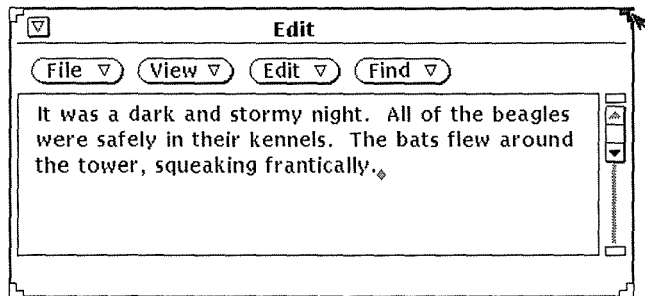 Edit
File View Edit Find
It was a dark and stormy night. All of the beagles
were safely in their kennels. The bats flew around
the tower, squeaking frantically.